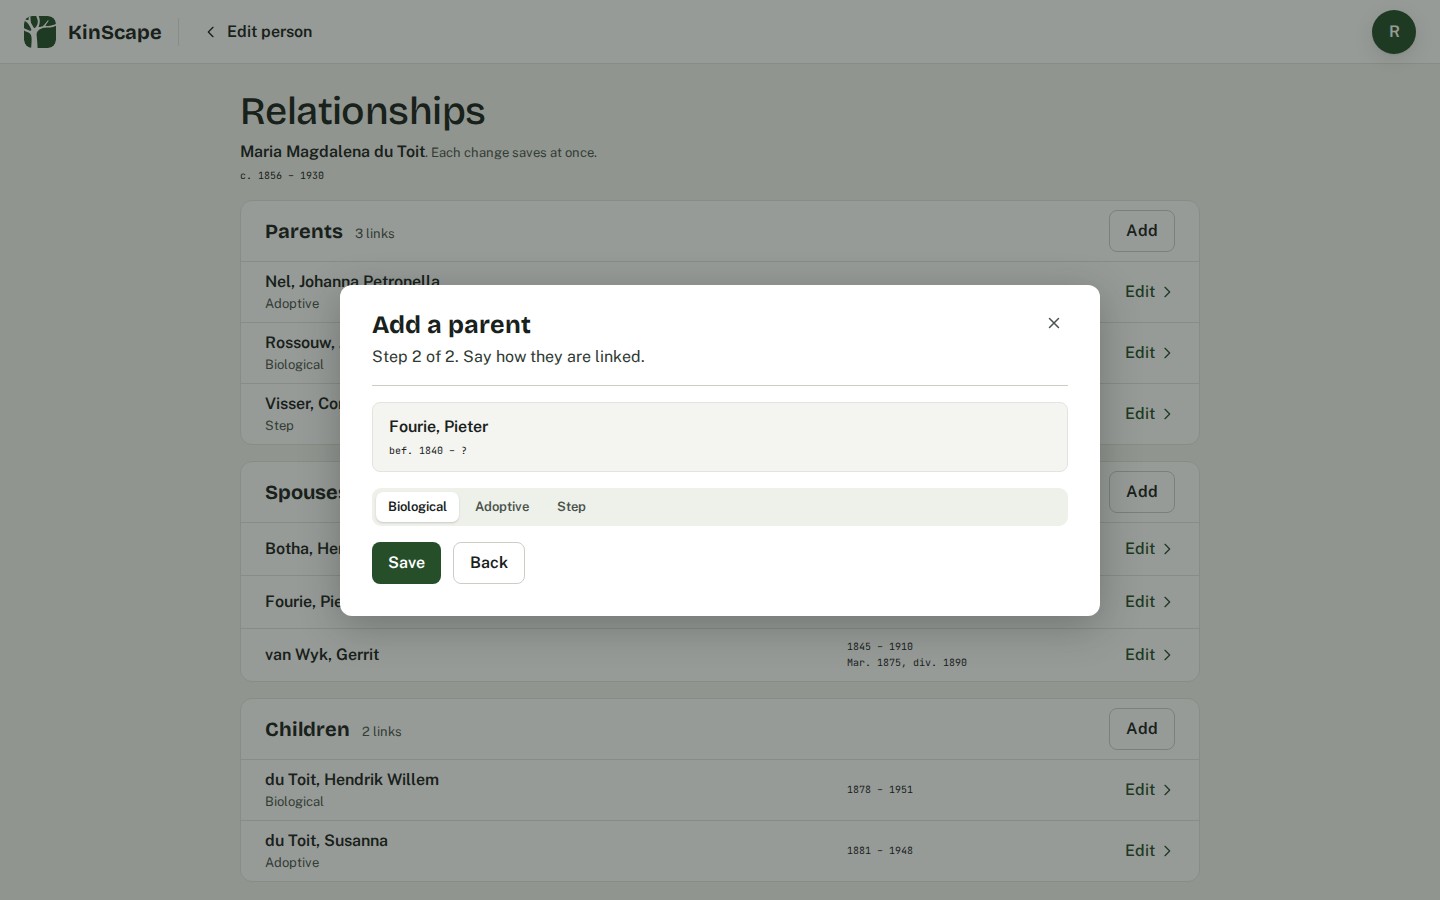 KinScape
Edit person
R
Relationships
Maria Magdalena du Toit. Each change saves at once.
c. 1856 – 1930
Parents 3 links
Add
Nel, Johanna Petronella
Adoptive
Edit
Rossouw,
Biological
Edit
Visser,
Step
Edit
Add a parent
Step 2 of 2. Say how they are linked.
Fourie, Pieter
bef. 1840 – ?
Biological Adoptive Step
Save Back
Spouses
Add
Botha,
Edit
Fourie,
Edit
van Wyk, Gerrit
1845 – 1910
Mar. 1875, div. 1890
Edit
Children 2 links
Add
du Toit, Hendrik Willem
Biological
1878 – 1951
Edit
du Toit, Susanna
Adoptive
1881 – 1948
Edit